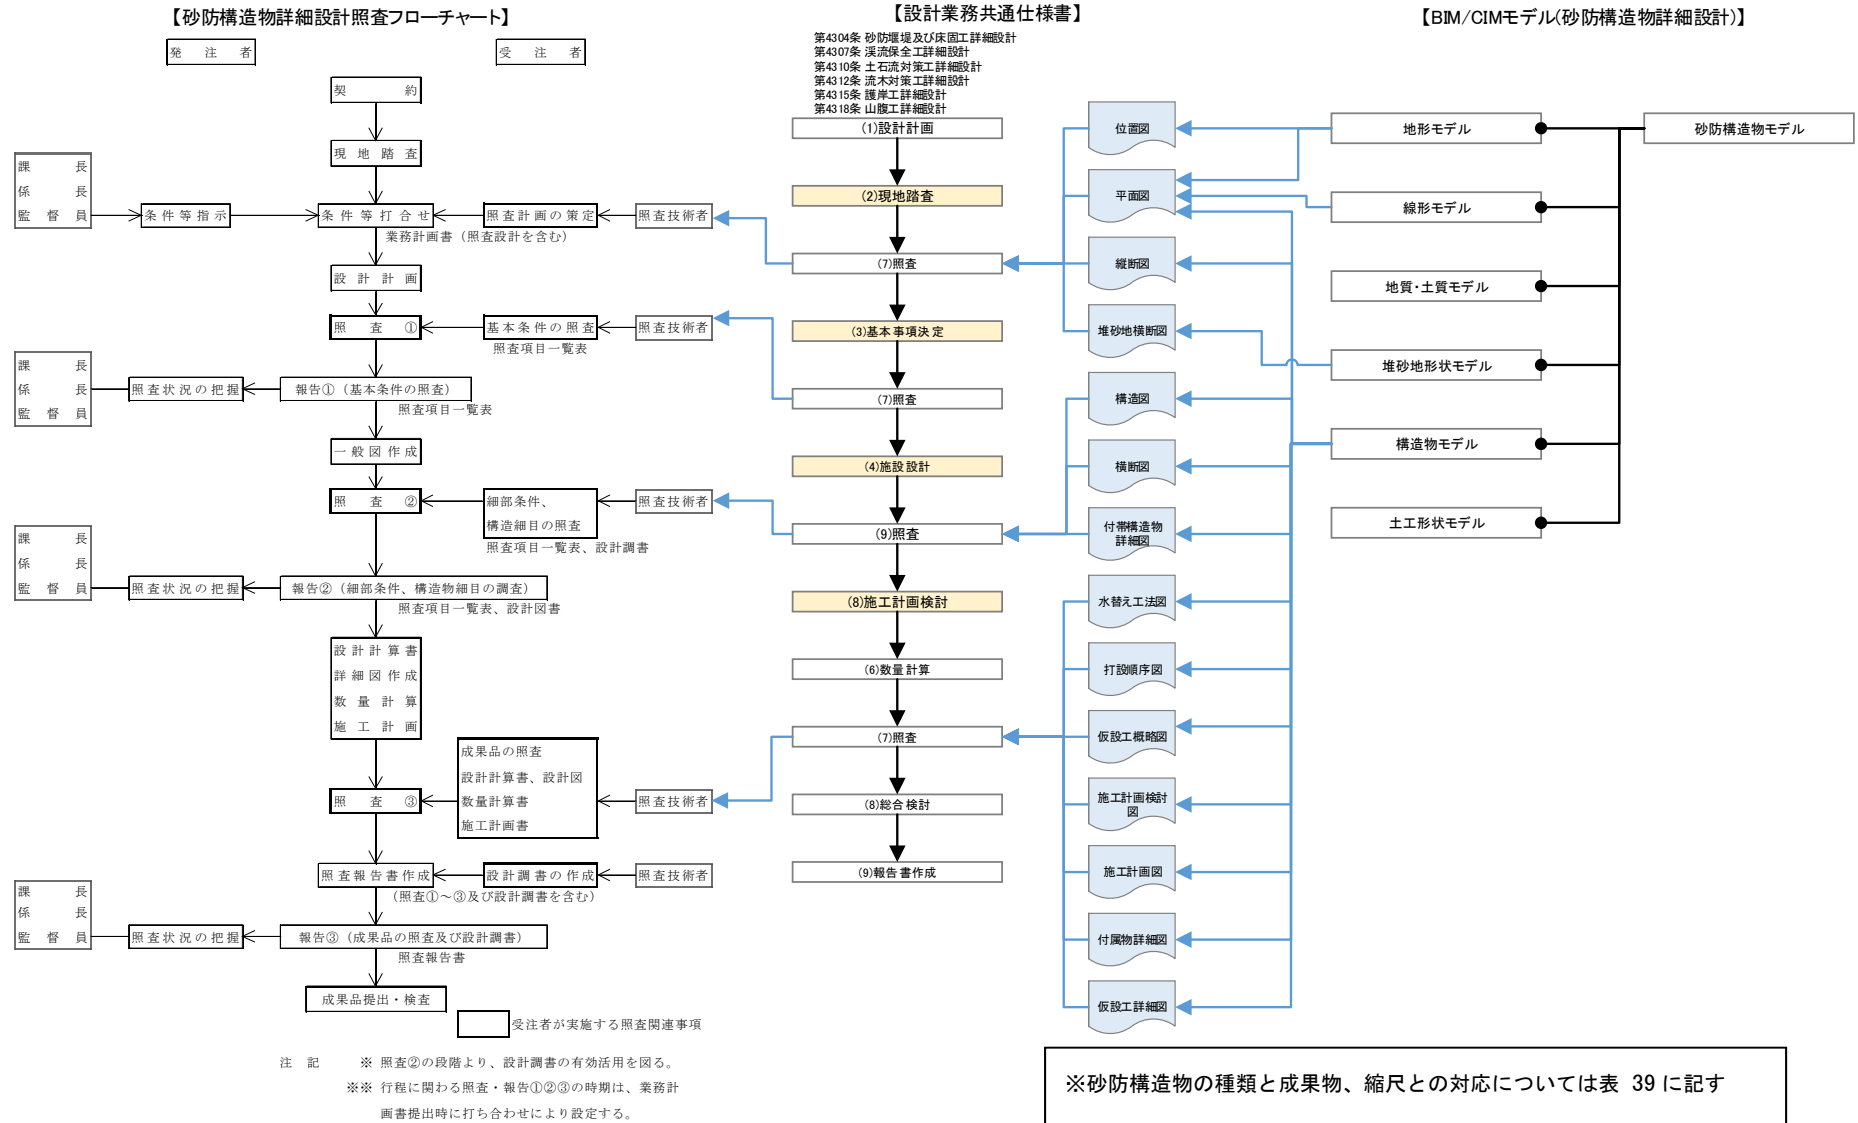 【砂防構造物詳細設計照査フローチャート】
発注者
受注者
契約
現地踏査
課長
係長
監督員
条件等指示
条件等打合せ
照査計画の策定
照査技術者
業務計画書（照査設計を含む）
設計計画
照査①
基本条件の照査
照査技術者
照査項目一覧表
課長
係長
監督員
照査状況の把握
報告①（基本条件の照査）
照査項目一覧表
一般図作成
照査②
細部条件、
構造細目の照査
照査技術者
照査項目一覧表、設計調書
課長
係長
監督員
照査状況の把握
報告②（細部条件、構造物細目の調査）
照査項目一覧表、設計図書
設計計算書
詳細図作成
数量計算
施工計画
成果品の照査
設計計算書、設計図
数量計算書
施工計画書
照査③
照査技術者
照査報告書作成
設計調書の作成
照査技術者
（照査①～③及び設計調書を含む）
課長
係長
監督員
照査状況の把握
報告③（成果品の照査及び設計調書）
照査報告書
成果品提出・検査
受注者が実施する照査関連事項
注記 ※ 照査②の段階より、設計調書の有効活用を図る。
※※ 行程に関わる照査・報告①②③の時期は、業務計
画書提出時に打ち合わせにより設定する。
【設計業務共通仕様書】
第4304条 砂防堰堤及び床固工詳細設計
第4307条 渓流保全工詳細設計
第4310条 土石流対策工詳細設計
第4312条 流木対策工詳細設計
第4315条 護岸工詳細設計
第4318条 山腹工詳細設計
(1)設計計画
(2)現地踏査
(7)照査
(3)基本事項決定
(7)照査
(4)施設設計
(9)照査
(8)施工計画検討
(6)数量計算
(7)照査
(8)総合検討
(9)報告書作成
【BIM/CIMモデル(砂防構造物詳細設計)】
位置図
平面図
縦断図
堆砂地横断図
構造図
横断図
付帯構造物
詳細図
水替え工法図
打設順序図
仮設工概略図
施工計画検討
図
施工計画図
付属物詳細図
仮設工詳細図
地形モデル
線形モデル
地質・土質モデル
堆砂地形状モデル
構造物モデル
土工形状モデル
砂防構造物モデル
※砂防構造物の種類と成果物、縮尺との対応については表 39 に記す